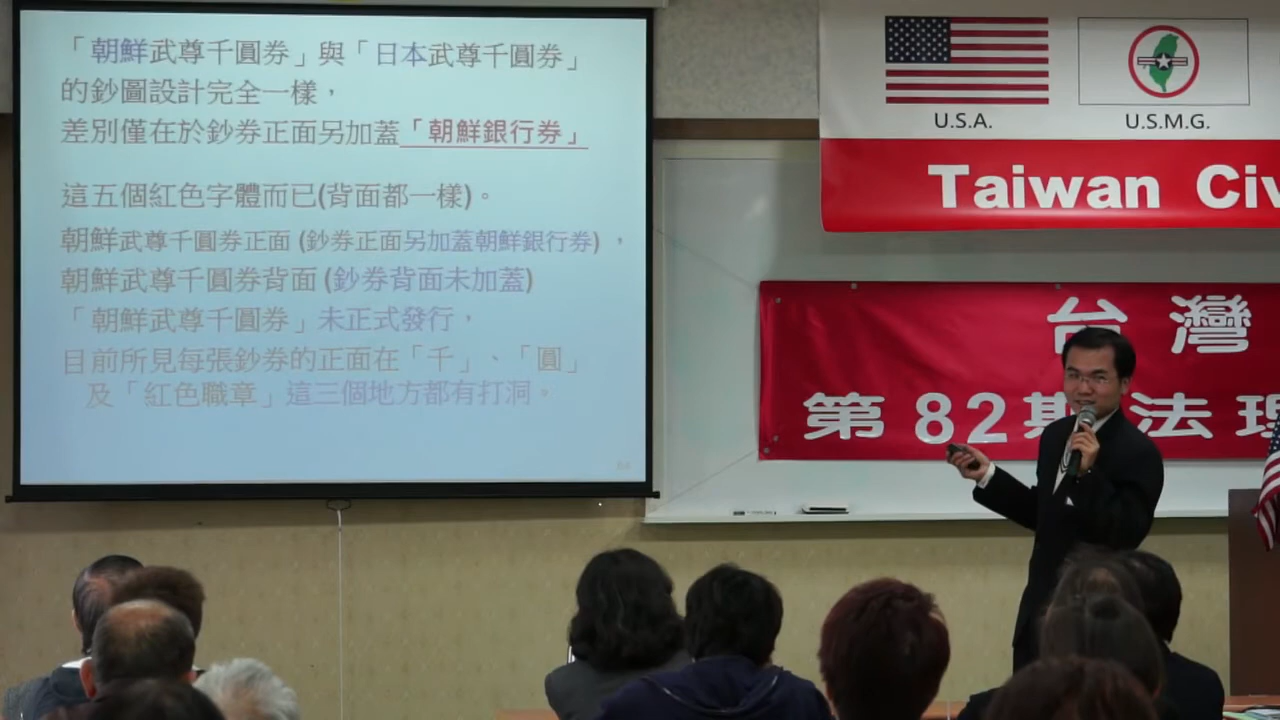 「朝鮮武尊千圓券」與「日本武尊千圓券」
的鈔圖設計完全一樣，
差別僅在於鈔券正面另加蓋「朝鮮銀行券」
這五個紅色字體而已(背面都一樣)。
朝鮮武尊千圓券正面 (鈔券正面另加蓋朝鮮銀行券)，
朝鮮武尊千圓券背面 (鈔券背面未加蓋)
「朝鮮武尊千圓券」未正式發行，
目前所見每張鈔券的正面在「千」、「圓」
及「紅色職章」這三個地方都有打洞。
U.S.A.
U.S.M.G.
Taiwan Civ
台灣
第82期法理